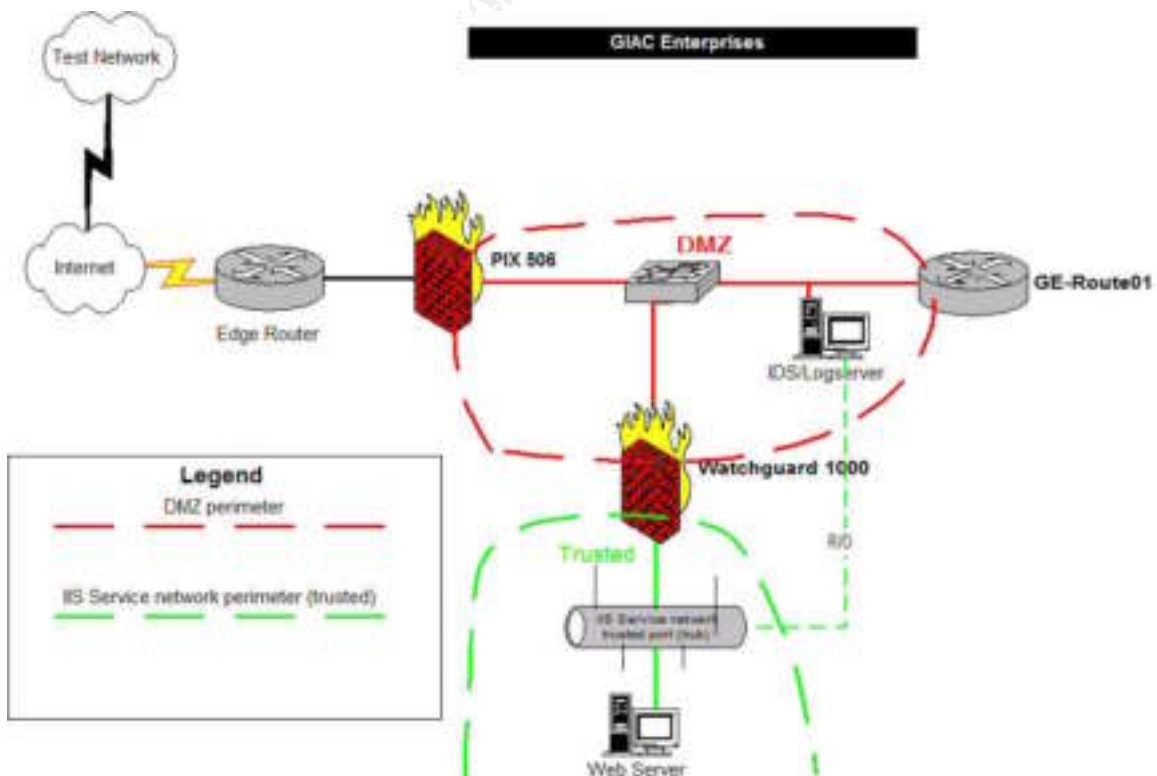 GIAC Enterprises
Test Network
Internet
Edge Router
PIX 506
DMZ
GE-Route01
IDS/Logserver
Watchguard 1000
Legend
DMZ perimeter
IIS Service network perimeter (trusted)
Trusted
R/O
IIS Service network
trusted port (hub)
Web Server